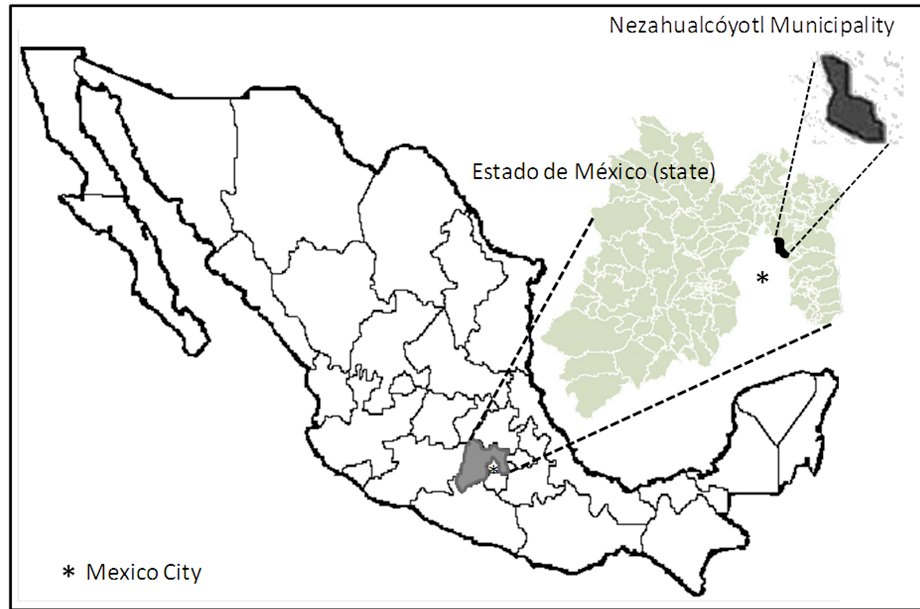 Nezahualcóyotl Municipality
Estado de México (state)
*
*
* Mexico City